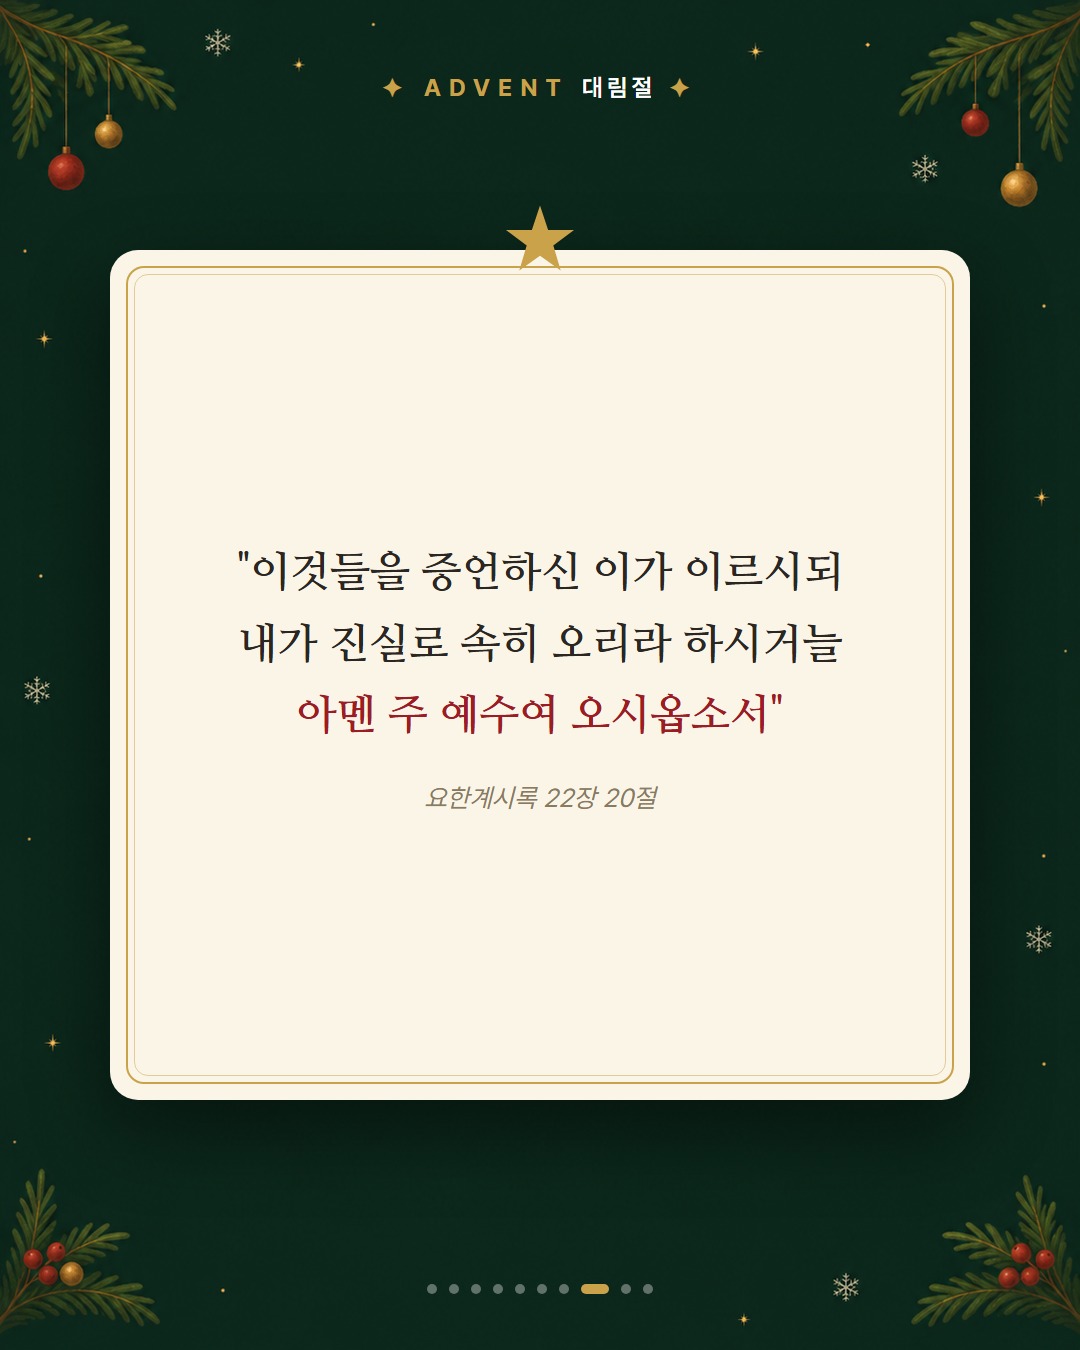 ✦ ADVENT 대림절 ✦
"이것들을 증언하신 이가 이르시되
내가 진실로 속히 오리라 하시거늘
아멘 주 예수여 오시옵소서"
요한계시록 22장 20절